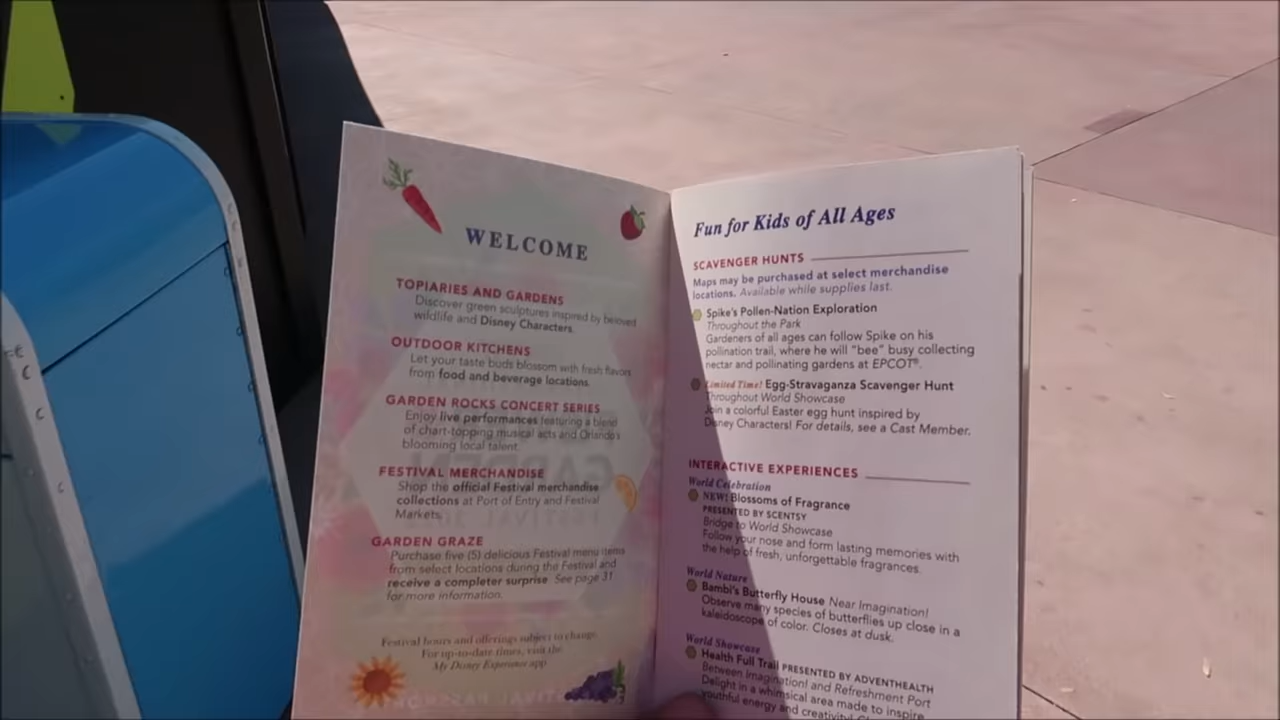 WELCOME
TOPIARIES AND GARDENS
Discover green sculptures inspired by beloved
wildlife and Disney Characters.
OUTDOOR KITCHENS
Let your taste buds blossom with fresh flavors
from food and beverage locations.
GARDEN ROCKS CONCERT SERIES
Enjoy live performances featuring a blend
of chart-topping musical acts and Orlando's
blooming local talent.
FESTIVAL MERCHANDISE
Shop the official Festival merchandise
collections at Port of Entry and Festival
Markets.
GARDEN GRAZE
Purchase five (5) delicious Festival menu items
from select locations during the Festival and
receive a completer surprise. See page 31
for more information.
Festival hours and offerings subject to change.
For up-to-date times, visit the
My Disney Experience app
Fun for Kids of All Ages
SCAVENGER HUNTS
Maps may be purchased at select merchandise
locations. Available while supplies last.
Spike's Pollen-Nation Exploration
Throughout the Park
Gardeners of all ages can follow Spike on his
pollination trail, where he will "bee" busy collecting
nectar and pollinating gardens at EPCOT®.
Limited Time! Egg-Stravaganza Scavenger Hunt
Throughout World Showcase
Join a colorful Easter egg hunt inspired by
Disney Characters! For details, see a Cast Member.
INTERACTIVE EXPERIENCES
World Celebration
NEW! Blossoms of Fragrance
PRESENTED BY SCENTSY
Bridge to World Showcase
Follow your nose and form lasting memories with
the help of fresh, unforgettable fragrances.
World Nature
Bambi's Butterfly House Near Imagination!
Observe many species of butterflies up close in a
kaleidoscope of color. Closes at dusk.
World Showcase
Health Full Trail PRESENTED BY ADVENTHEALTH
Between Imagination! and Refreshment Port
Delight in a whimsical area made to inspire
youthful energy and creativity!